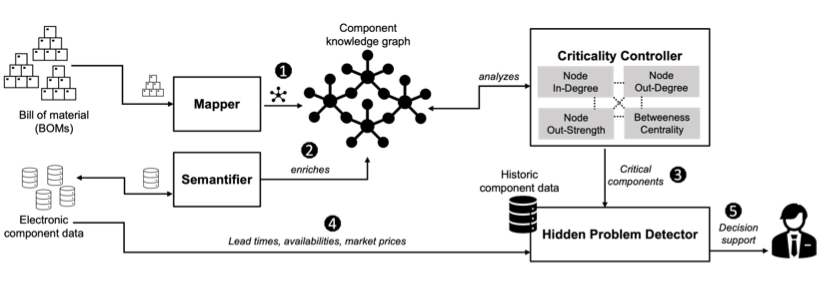 Bill of material
(BOMs)
Mapper
1
Component
knowledge graph
analyzes
Criticality Controller
Node
In-Degree
Node
Out-Degree
Node
Out-Strength
Betweeness
Centrality
Electronic
component data
Semantifier
2
enriches
Historic
component data
Critical
components
3
4
Lead times, availabilities, market prices
Hidden Problem Detector
5
Decision
support